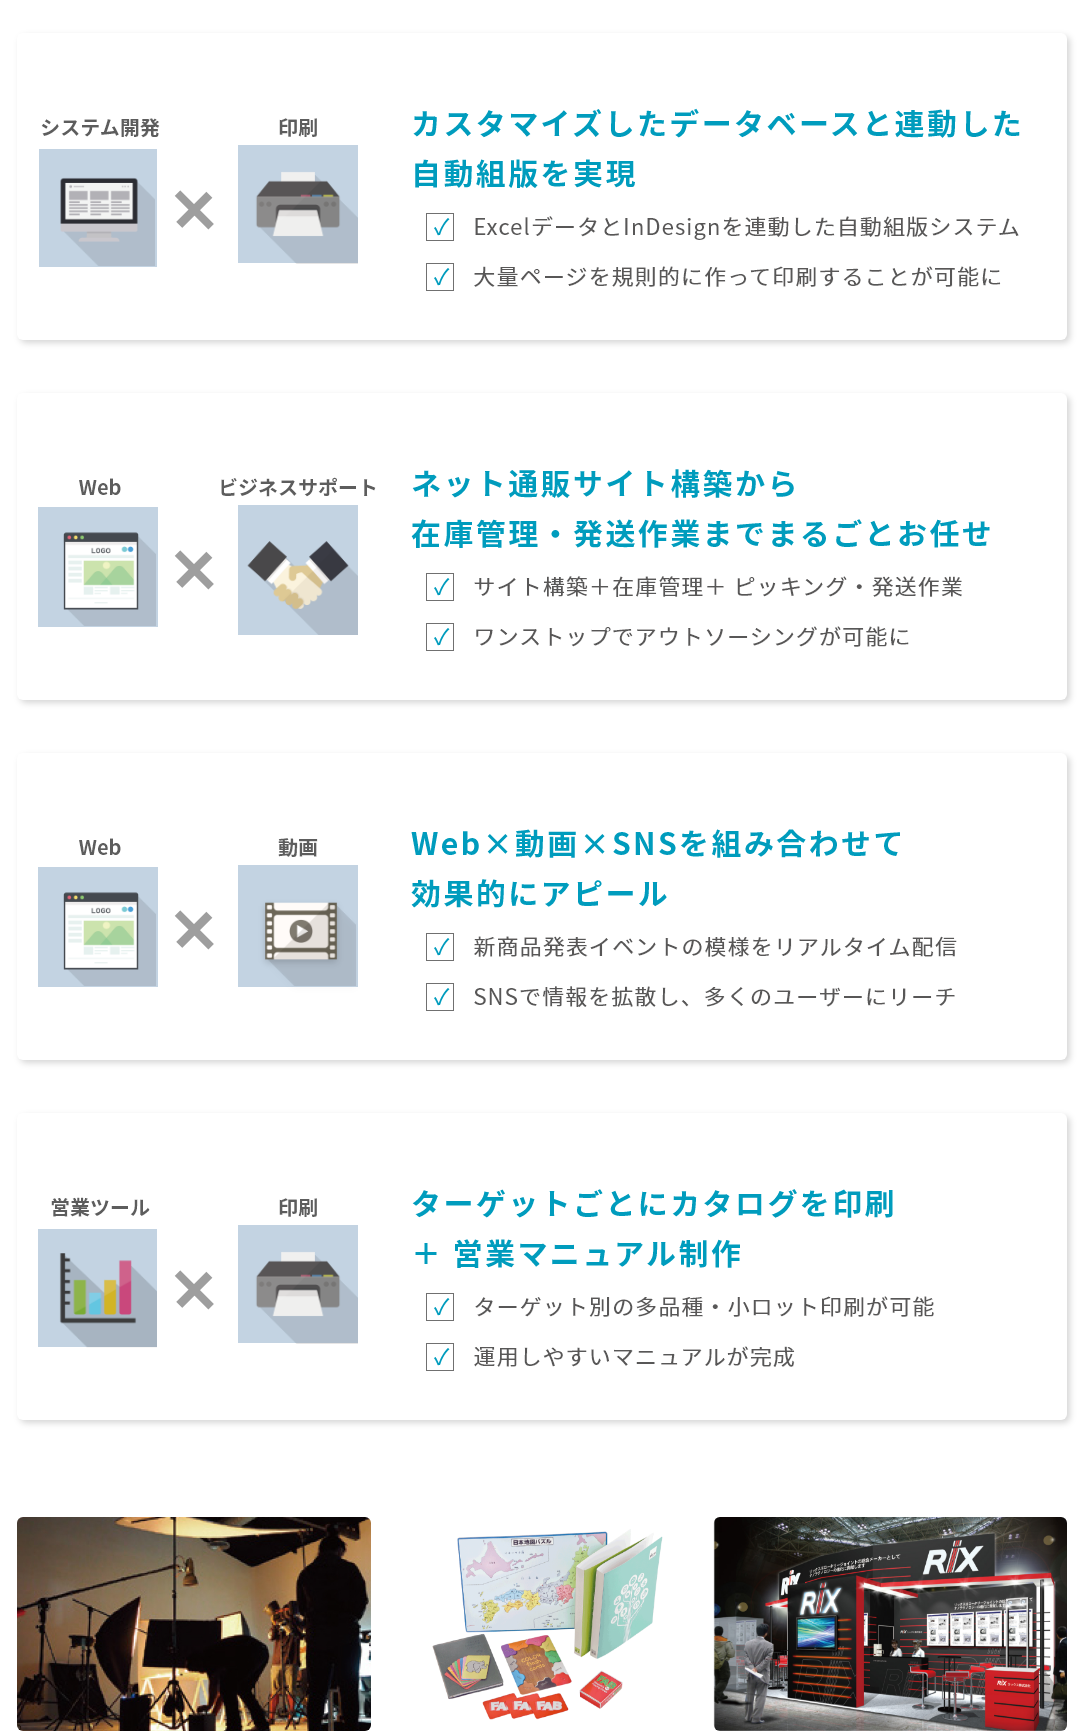 システム開発
印刷
カスタマイズしたデータベースと連動した
自動組版を実現
ExcelデータとInDesignを連動した自動組版システム
大量ページを規則的に作って印刷することが可能に
Web
ビジネスサポート
LOGO
ネット通販サイト構築から
在庫管理・発送作業までまるごとお任せ
サイト構築＋在庫管理＋ ピッキング・発送作業
ワンストップでアウトソーシングが可能に
Web
動画
LOGO
Web×動画×SNSを組み合わせて
効果的にアピール
新商品発表イベントの模様をリアルタイム配信
SNSで情報を拡散し、多くのユーザーにリーチ
営業ツール
印刷
ターゲットごとにカタログを印刷
＋ 営業マニュアル制作
ターゲット別の多品種・小ロット印刷が可能
運用しやすいマニュアルが完成
日本地図パズル
FA
FA
FAB
RIX
RIX
RIX
RIX